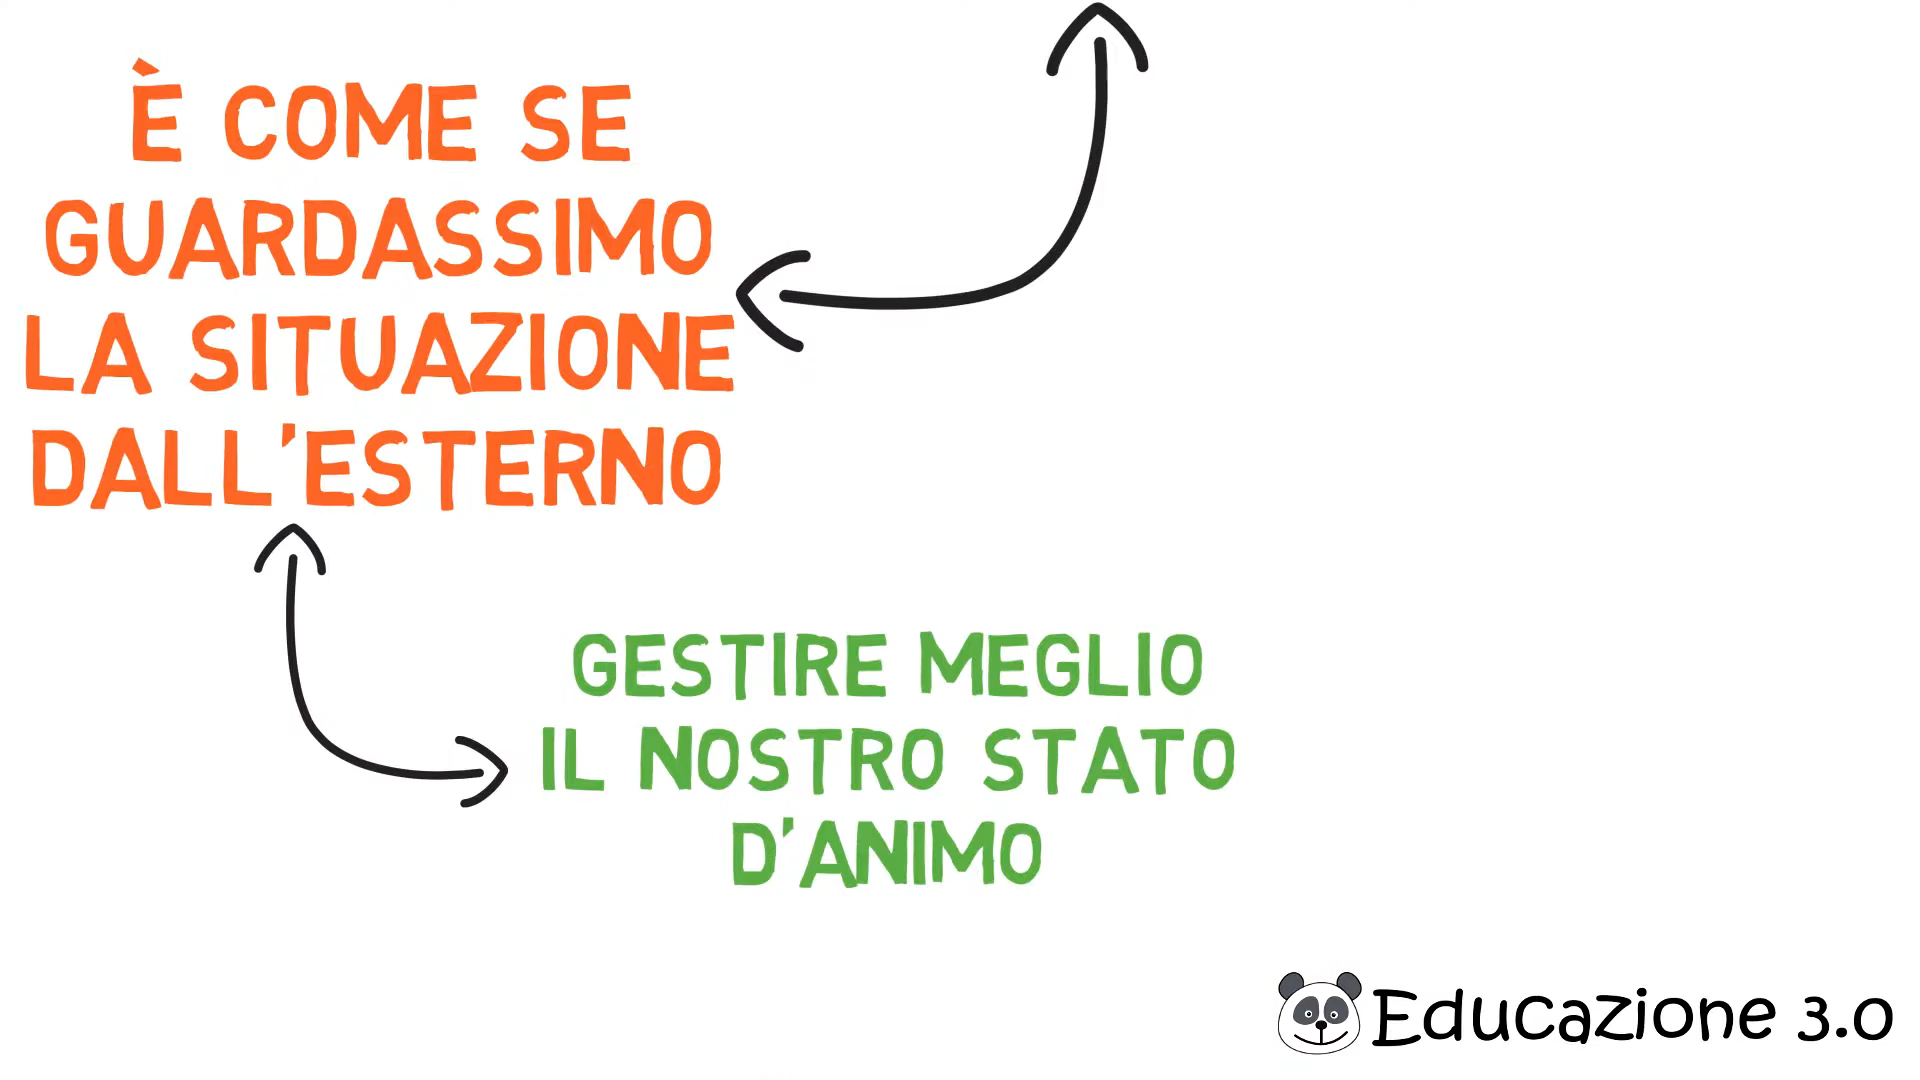 È COME SE
GUARDASSIMO
LA SITUAZIONE
DALL'ESTERNO
GESTIRE MEGLIO
IL NOSTRO STATO
D'ANIMO
Educazione 3.0